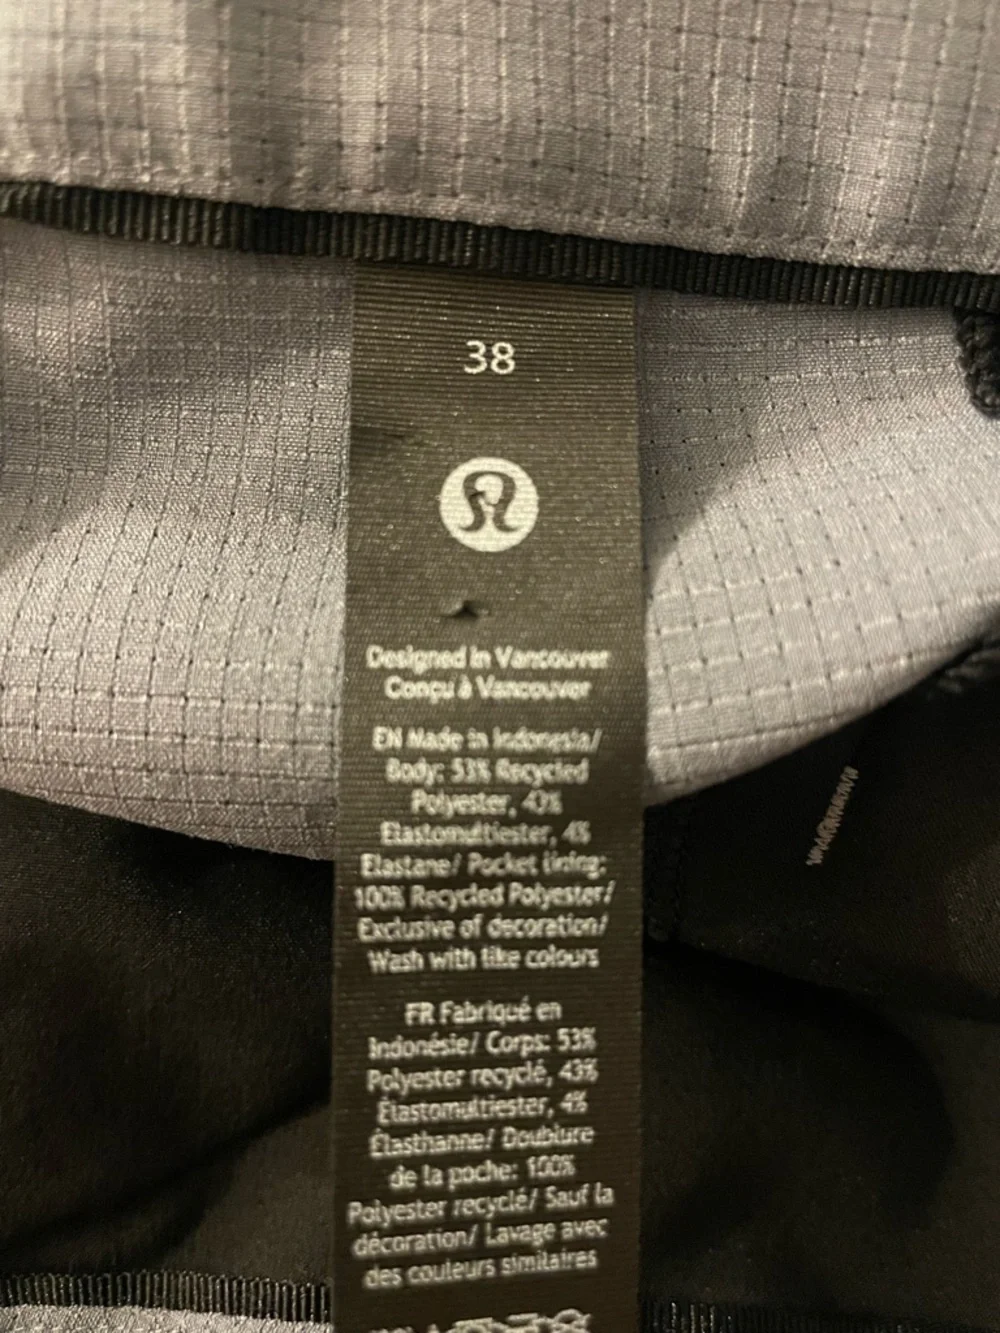 38
Designed in Vancouver
Conçu à Vancouver
EN Made in Indonesia/
Body: 53% Recycled
Polyester, 43%
Elastomultiester, 4%
Elastane/ Pocket lining:
100% Recycled Polyester/
Exclusive of decoration/
Wash with like colours
FR Fabriqué en
Indonésie/ Corps: 53%
Polyester recyclé, 43%
Élastomultiester, 4%
Élasthanne/ Doublure
de la poche: 100%
Polyester recyclé/ Sauf la
décoration/ Lavage avec
des couleurs similaires